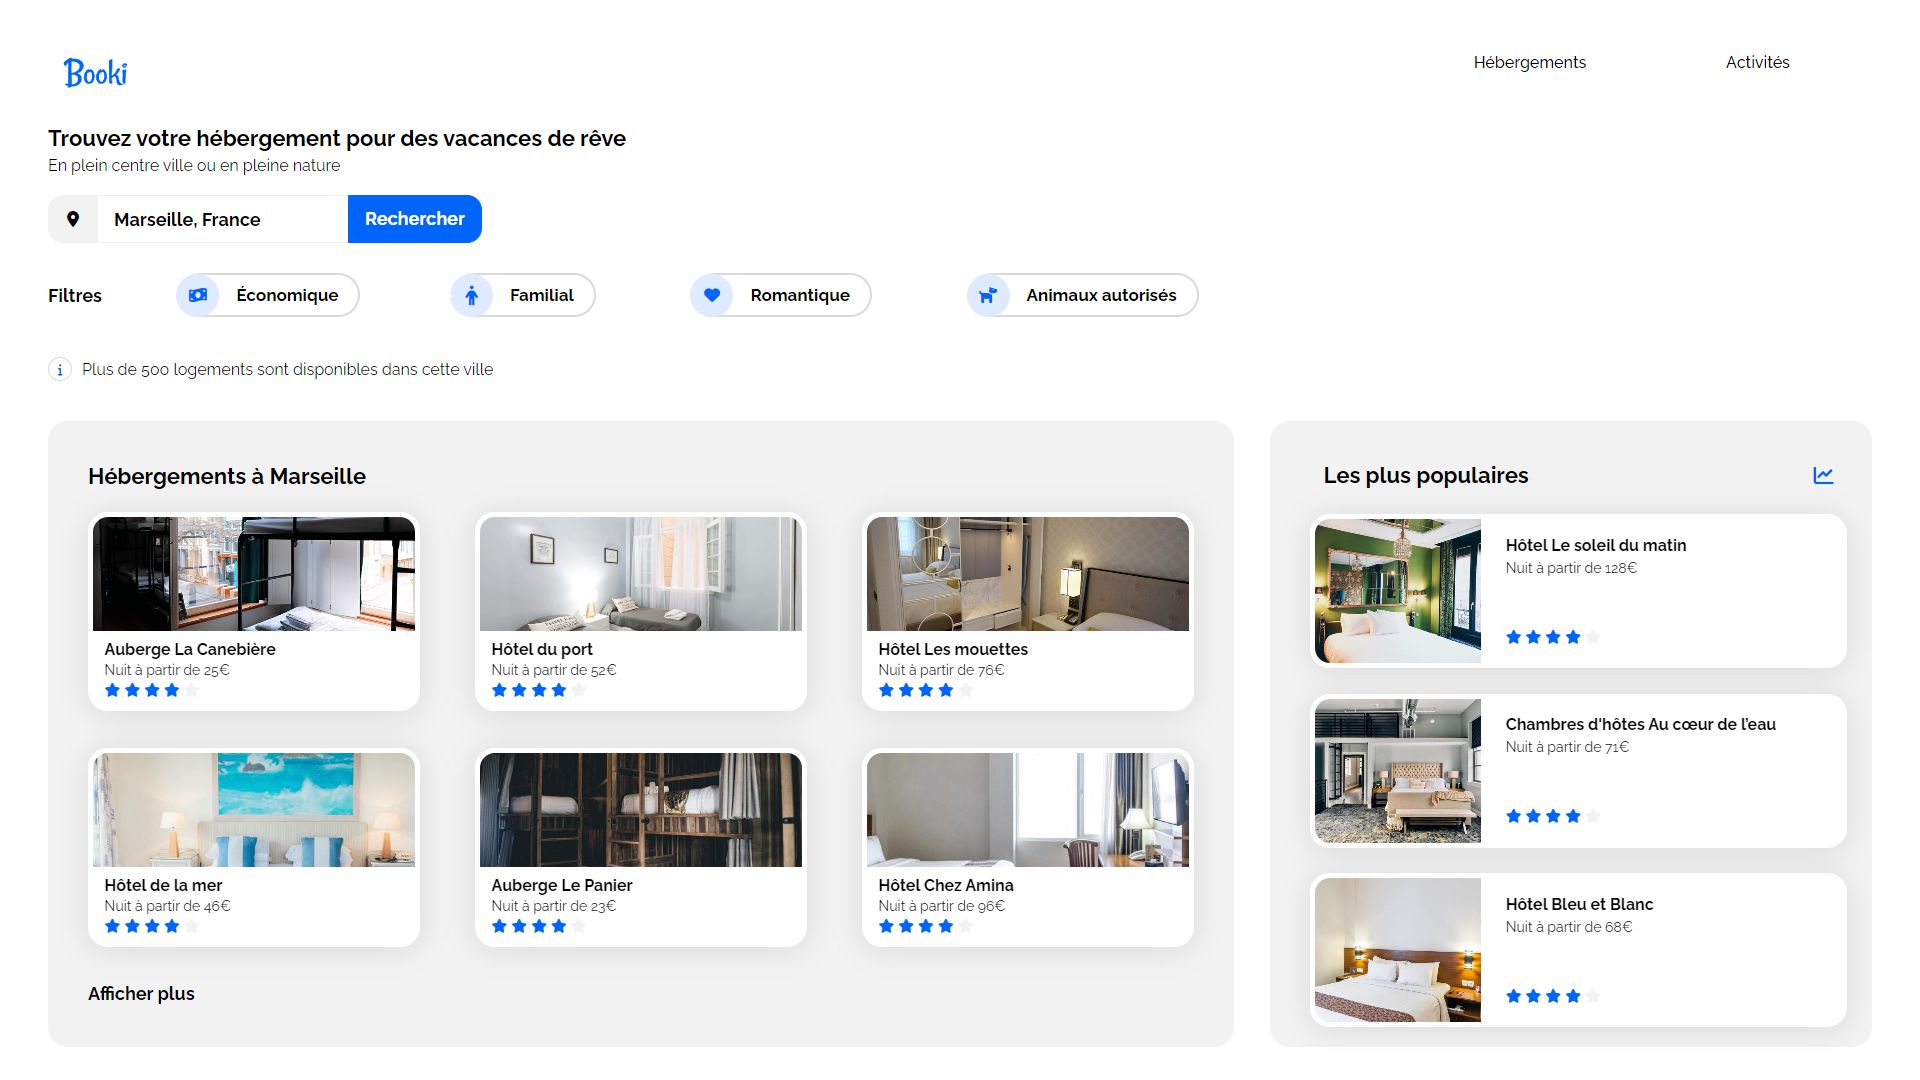 Booki
Hébergements
Activités
Trouvez votre hébergement pour des vacances de rêve
En plein centre ville ou en pleine nature
Marseille, France
Rechercher
Filtres
Économique
Familial
Romantique
Animaux autorisés
Plus de 500 logements sont disponibles dans cette ville
Hébergements à Marseille
Auberge La Canebière
Nuit à partir de 25€
Hôtel du port
Nuit à partir de 52€
Hôtel Les mouettes
Nuit à partir de 76€
Hôtel de la mer
Nuit à partir de 46€
Auberge Le Panier
Nuit à partir de 23€
Hôtel Chez Amina
Nuit à partir de 96€
Afficher plus
Les plus populaires
Hôtel Le soleil du matin
Nuit à partir de 128€
Chambres d'hôtes Au cœur de l’eau
Nuit à partir de 71€
Hôtel Bleu et Blanc
Nuit à partir de 68€